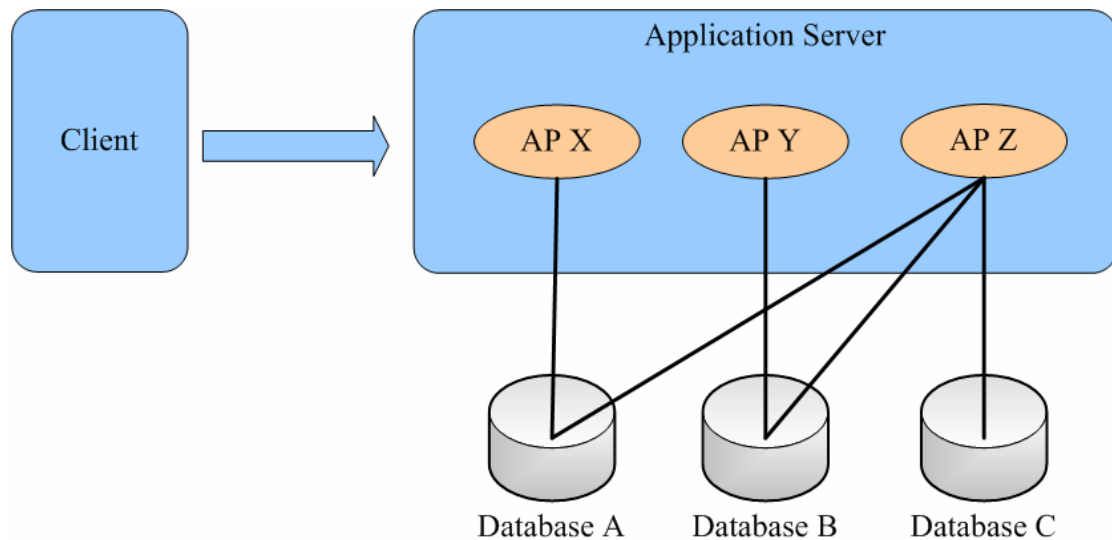 Application Server
Client
AP X
AP Y
AP Z
Database A
Database B
Database C